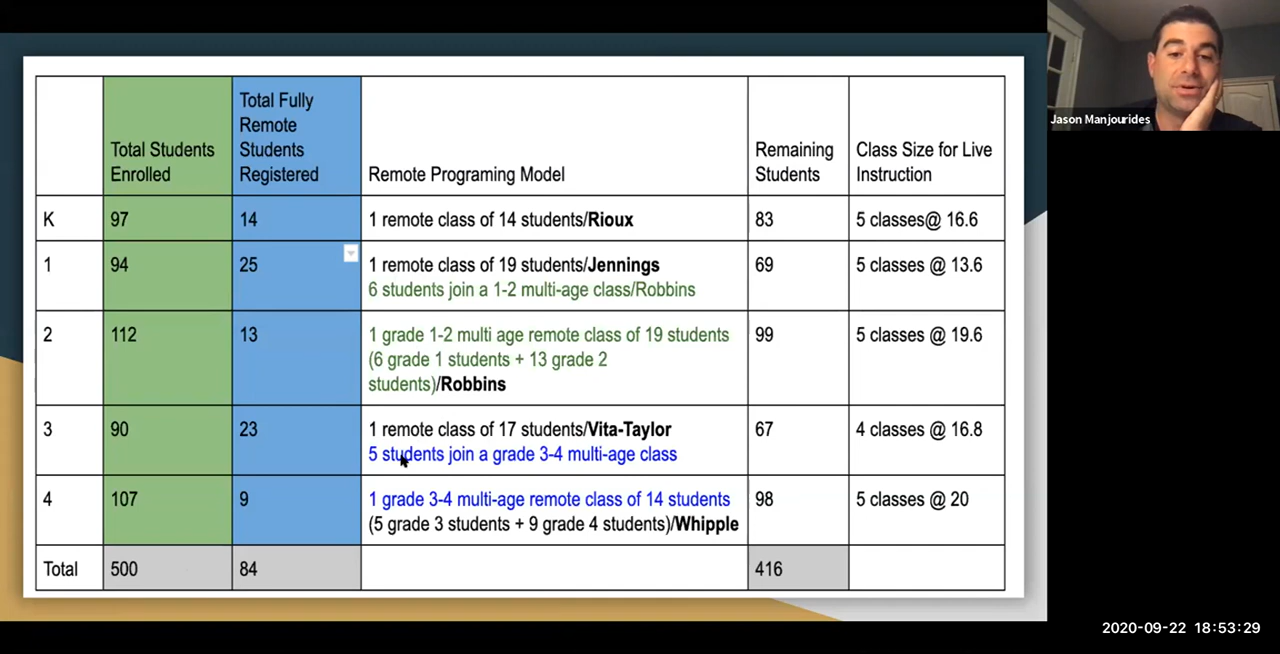 Total Students
Enrolled
Total Fully
Remote
Students
Registered
Remote Programing Model
Remaining
Students
Class Size for Live
Instruction
K
97
14
1 remote class of 14 students/Rioux
83
5 classes@ 16.6
1
94
25
1 remote class of 19 students/Jennings
6 students join a 1-2 multi-age class/Robbins
69
5 classes @ 13.6
2
112
13
1 grade 1-2 multi age remote class of 19 students
(6 grade 1 students + 13 grade 2
students)/Robbins
99
5 classes @ 19.6
3
90
23
1 remote class of 17 students/Vita-Taylor
5 students join a grade 3-4 multi-age class
67
4 classes @ 16.8
4
107
9
1 grade 3-4 multi-age remote class of 14 students
(5 grade 3 students + 9 grade 4 students)/Whipple
98
5 classes @ 20
Total
500
84
416
Jason Manjourides
2020-09-22 18:53:29